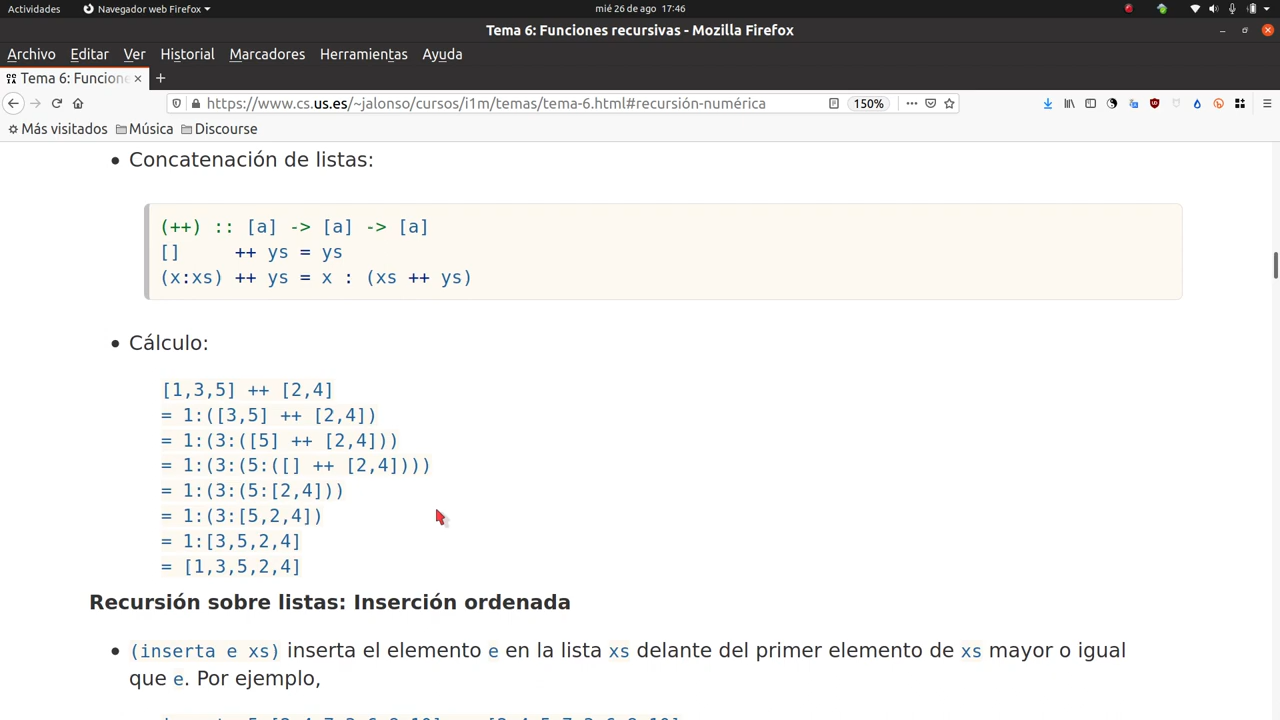 Actividades
Navegador web Firefox
mié 26 de ago 17:46
Tema 6: Funciones recursivas - Mozilla Firefox
Archivo Editar Ver Historial Marcadores Herramientas Ayuda
Tema 6: Funcione
https://www.cs.us.es/~jalonso/cursos/i1m/temas/tema-6.html#recursión-numérica
150%
Más visitados Música Discourse
• Concatenación de listas:
(++) :: [a] -> [a] -> [a]
[]     ++ ys = ys
(x:xs) ++ ys = x : (xs ++ ys)
• Cálculo:
[1,3,5] ++ [2,4]
= 1:([3,5] ++ [2,4])
= 1:(3:([5] ++ [2,4]))
= 1:(3:(5:([] ++ [2,4])))
= 1:(3:(5:[2,4]))
= 1:(3:[5,2,4])
= 1:[3,5,2,4]
= [1,3,5,2,4]
Recursión sobre listas: Inserción ordenada
• (inserta e xs) inserta el elemento e en la lista xs delante del primer elemento de xs mayor o igual
que e. Por ejemplo,